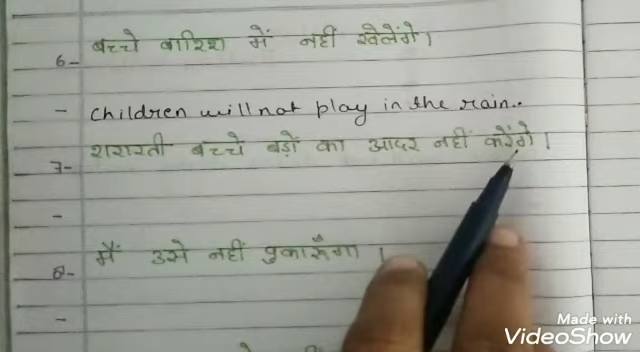 6- बच्चे बारिश में नहीं खेलेंगे।
- children will not play in the rain..
7- शरारती बच्चे बड़ों का आदर नहीं करेंगे।
-
8- मैं उसे नहीं पुकारूँगा।
-
Made with
VideoShow